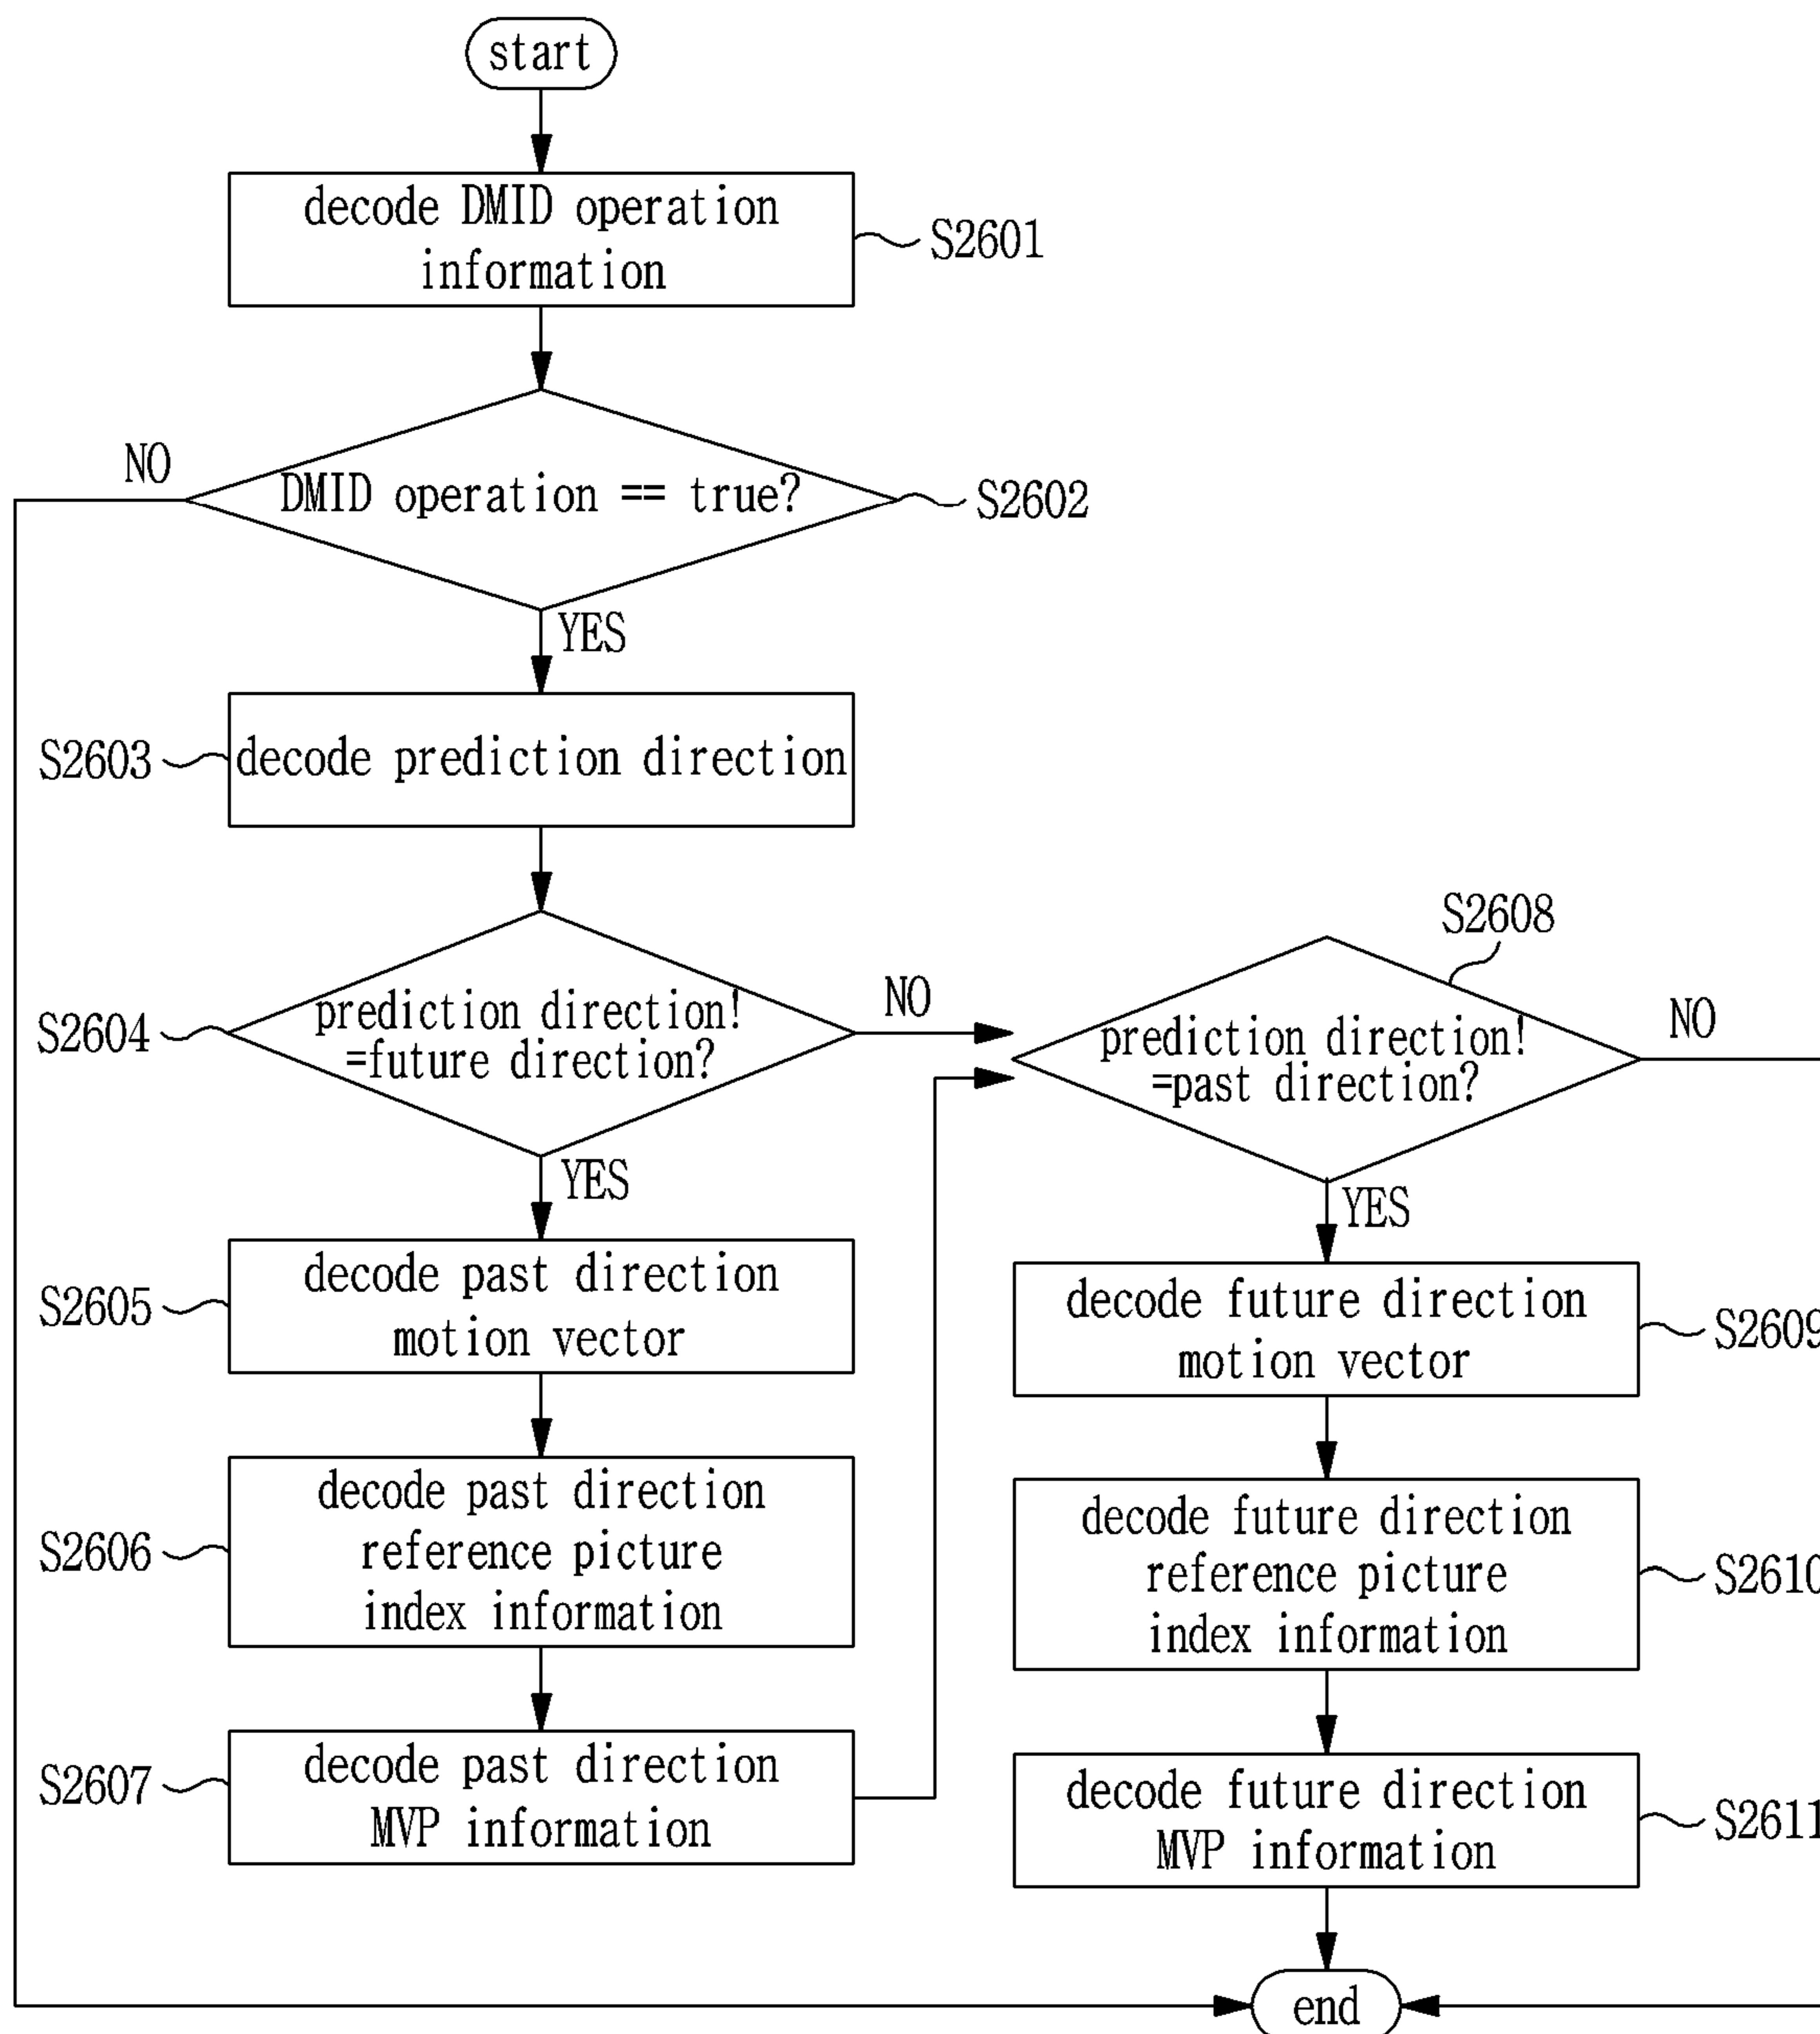 start
decode DMID operation
information
S2601
NO
DMID operation == true?
S2602
YES
S2603
decode prediction direction
S2604
prediction direction!
=future direction?
NO
S2608
prediction direction!
=past direction?
NO
YES
S2605
decode past direction
motion vector
YES
decode future direction
motion vector
S2609
S2606
decode past direction
reference picture
index information
decode future direction
reference picture
index information
S2610
S2607
decode past direction
MVP information
decode future direction
MVP information
S2611
end